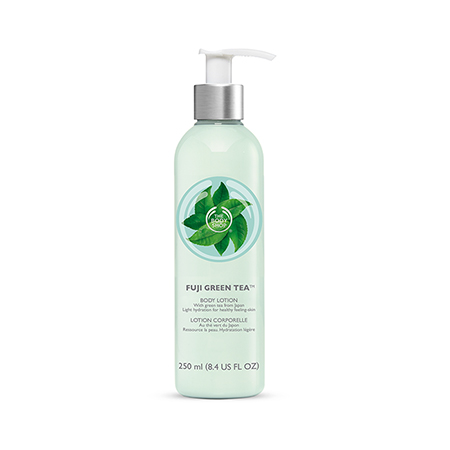 THE
BODY
SHOP
FUJI GREEN TEA™
BODY LOTION
With green tea from Japan
Light hydration for healthy feeling skin
LOTION CORPORELLE
Au thé vert du Japon
Ressource la peau. Hydratation légère
250 ml (8.4 US FL OZ)